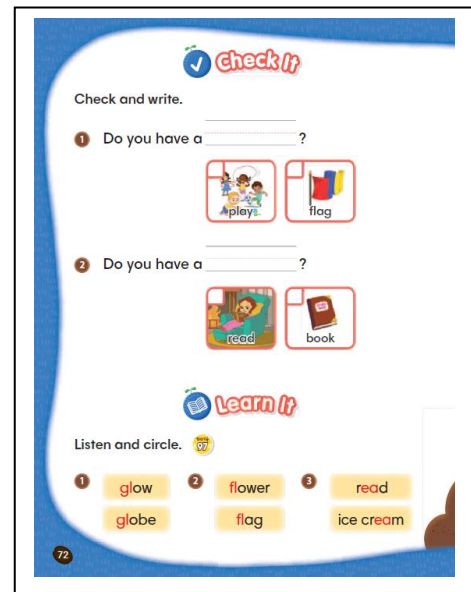 Check It
Check and write.
1 Do you have a ?
play flag
2 Do you have a ?
read book
Learn It
Listen and circle. 97
1 glow 2 flower 3 read
globe flag ice cream
72